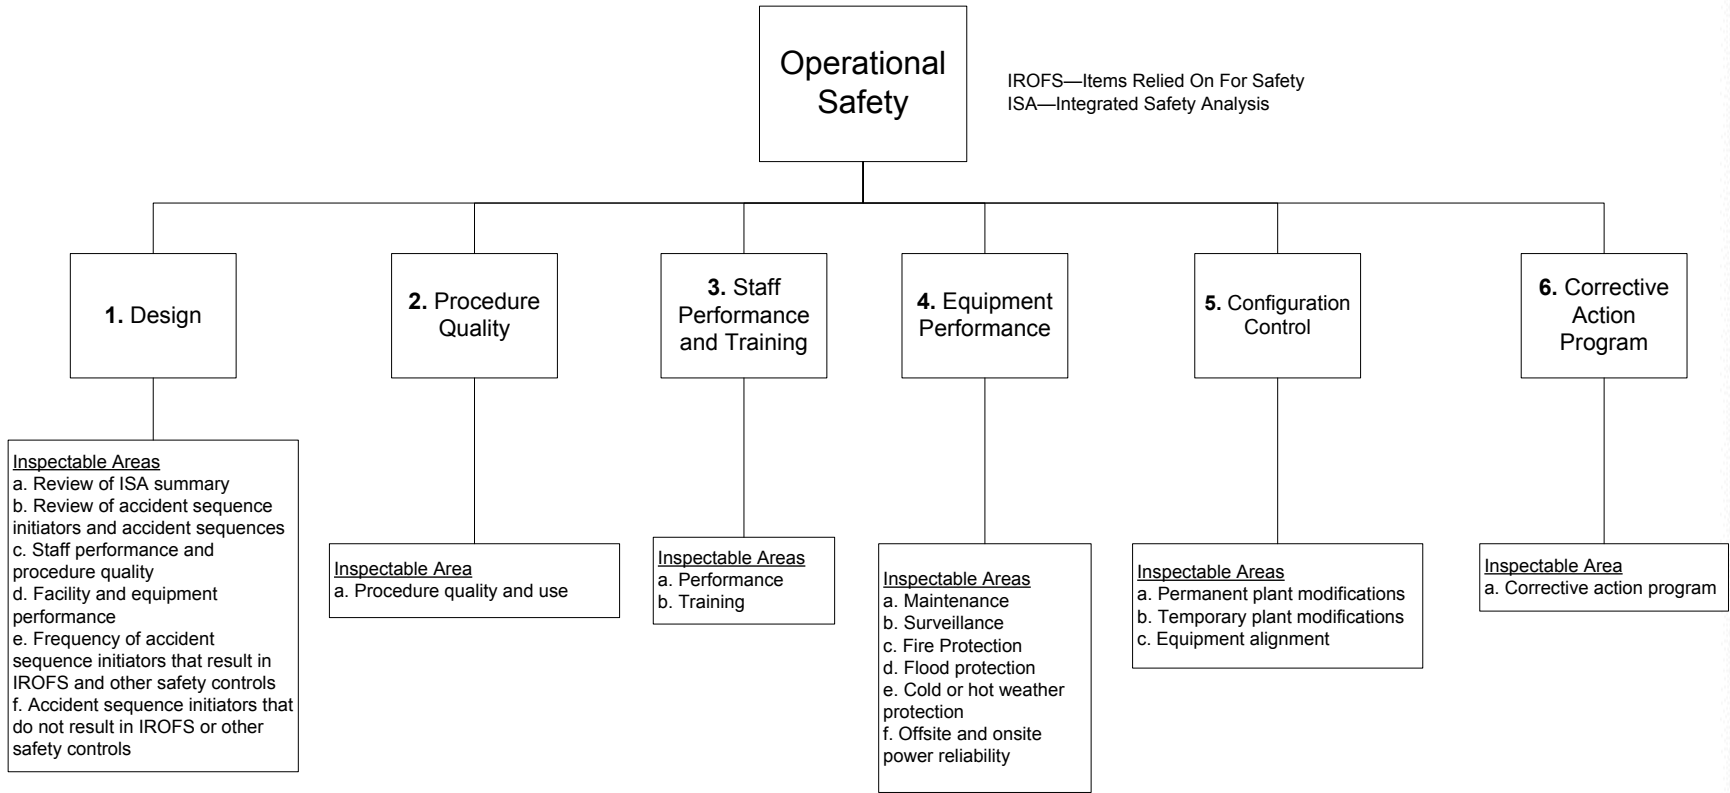 Operational
Safety
IROFS—Items Relied On For Safety
ISA—Integrated Safety Analysis
1. Design
2. Procedure
Quality
3. Staff
Performance
and Training
4. Equipment
Performance
5. Configuration
Control
6. Corrective
Action
Program
Inspectable Areas
a. Review of ISA summary
b. Review of accident sequence
initiators and accident sequences
c. Staff performance and
procedure quality
d. Facility and equipment
performance
e. Frequency of accident
sequence initiators that result in
IROFS and other safety controls
f. Accident sequence initiators that
do not result in IROFS or other
safety controls
Inspectable Area
a. Procedure quality and use
Inspectable Areas
a. Performance
b. Training
Inspectable Areas
a. Maintenance
b. Surveillance
c. Fire Protection
d. Flood protection
e. Cold or hot weather
protection
f. Offsite and onsite
power reliability
Inspectable Areas
a. Permanent plant modifications
b. Temporary plant modifications
c. Equipment alignment
Inspectable Area
a. Corrective action program